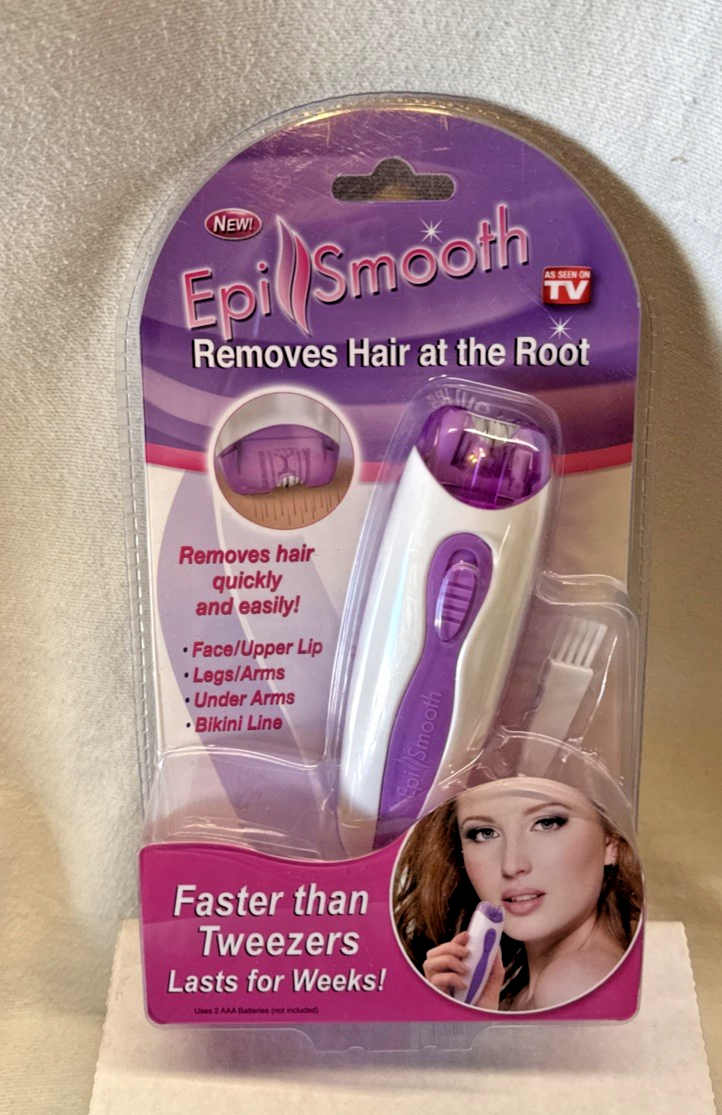 NEW!
Epi Smooth
AS SEEN ON
TV
Removes Hair at the Root
Removes hair
quickly
and easily!
• Face/Upper Lip
• Legs/Arms
• Under Arms
• Bikini Line
Epi Smooth
Faster than
Tweezers
Lasts for Weeks!
Uses 2 AAA Batteries (not included)